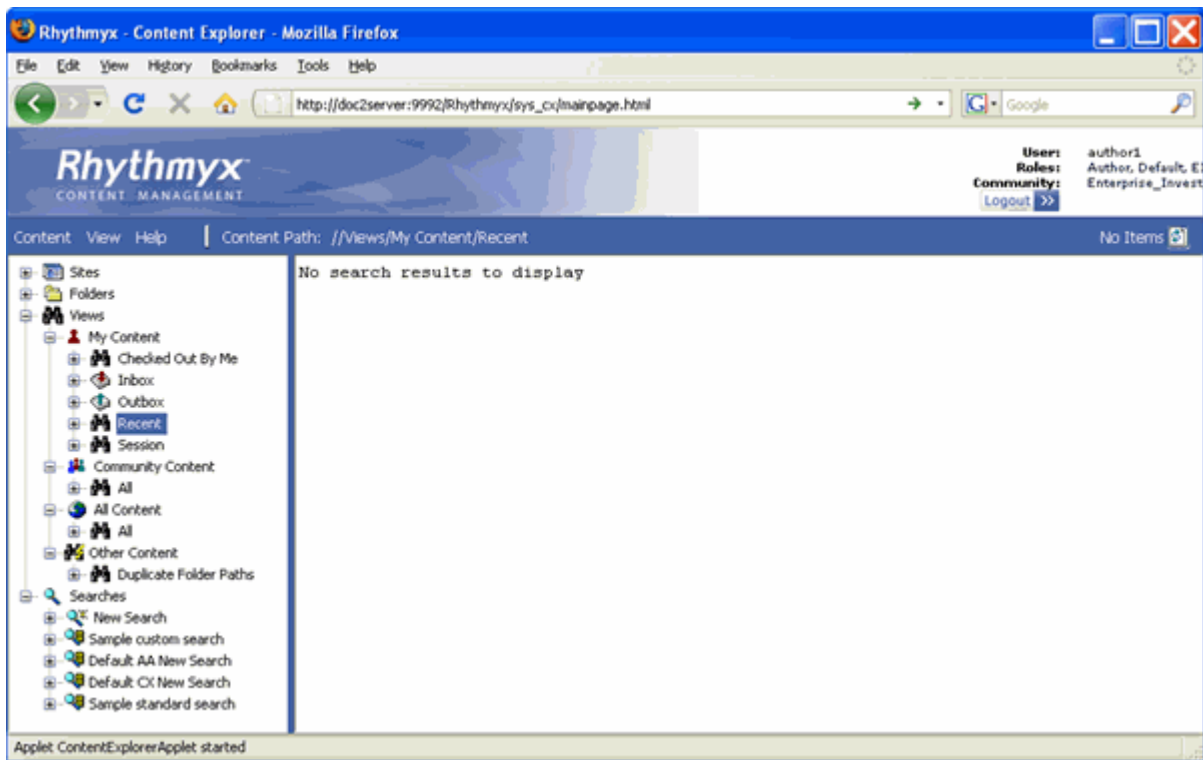 Rhythmyx - Content Explorer - Mozilla Firefox
File Edit View History Bookmarks Tools Help
http://doc2server:9992/Rhythmyx/sys_cx/mainpage.html
G Google
Rhythmyx
CONTENT MANAGEMENT
User: author1
Roles: Author, Default, E
Community: Enterprise_Invest
Logout >>
Content View Help Content Path: //Views/My Content/Recent No Items
Sites
Folders
Views
My Content
Checked Out By Me
Inbox
Outbox
Recent
Session
Community Content
All
All Content
All
Other Content
Duplicate Folder Paths
Searches
New Search
Sample custom search
Default AA New Search
Default CX New Search
Sample standard search
No search results to display
Applet ContentExplorerApplet started